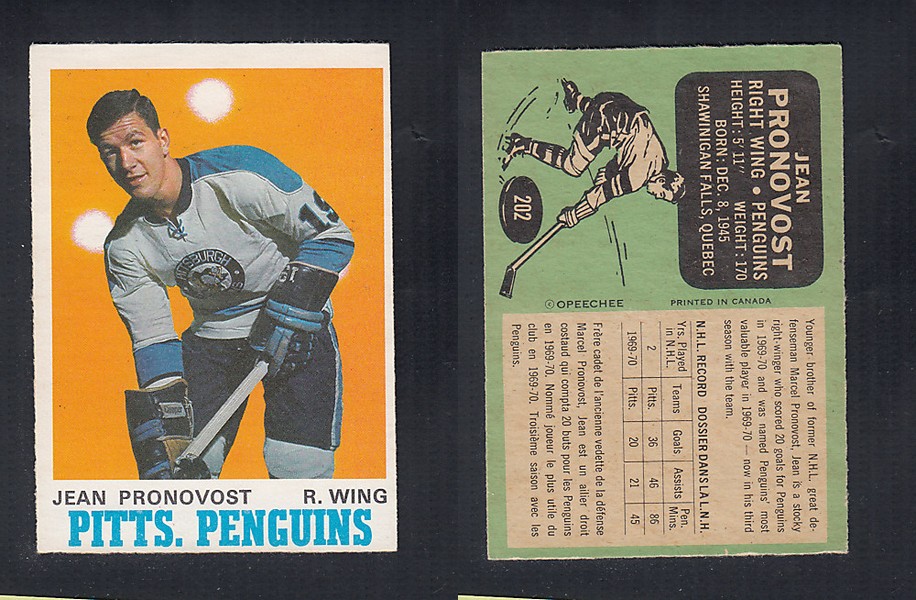 19
PITTSBURGH
Cooper
JEAN PRONOVOST R. WING
PITTS. PENGUINS
JEAN
PRONOVOST
RIGHT WING • PENGUINS
HEIGHT: 5' 11" WEIGHT: 170
BORN: DEC. 8, 1945
SHAWINIGAN FALLS, QUEBEC
202
© OPEECHEE PRINTED IN CANADA
Younger brother of former N.H.L. great de-
fenseman Marcel Pronovost, Jean is a stocky
right-winger who scored 20 goals for Penguins
in 1969-70 and was named Penguins' most
valuable player in 1969-70 — now in his third
season with the team.
N.H.L. RECORD DOSSIER DANS LA L.N.H.
Yrs. Played in N.H.L. Teams Goals Assists Pen. Mins.
2 Pitts. 36 46 86
1969-70 Pitts. 20 21 45
Frère cadet de l'ancienne vedette de la défense
Marcel Pronovost, Jean est un ailier droit
costaud qui compta 20 buts pour les Penguins
en 1969-70. Nommé joueur le plus utile du
club en 1969-70. Troisième saison avec les
Penguins.